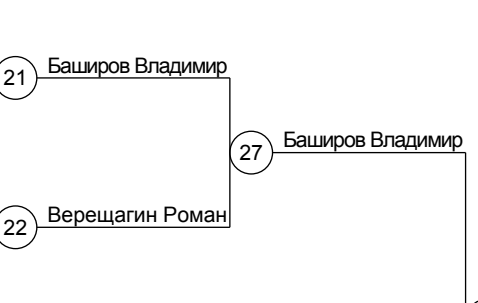 21 Баширов Владимир
27 Баширов Владимир
22 Верещагин Роман